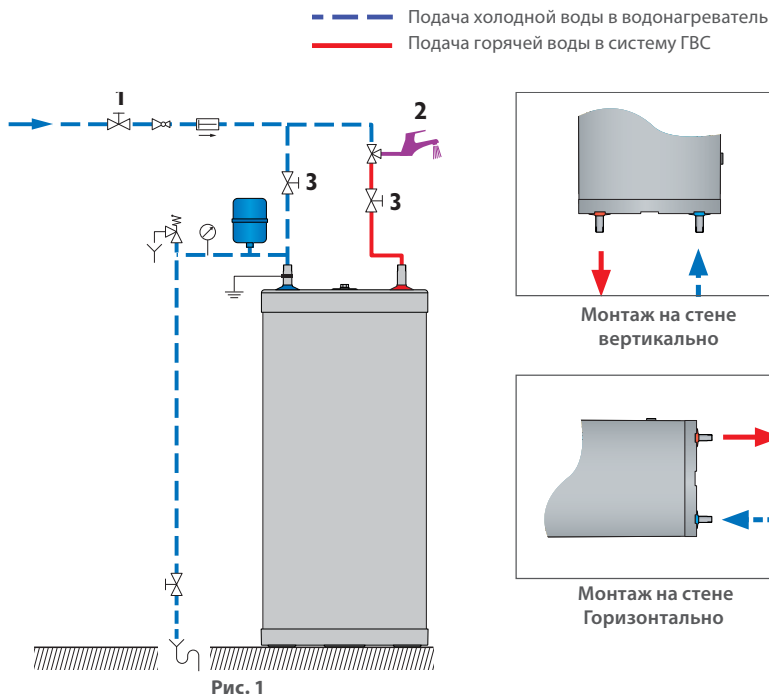 Подача холодной воды в водонагреватель
Подача горячей воды в систему ГВС
1
2
3
3
Монтаж на стене
вертикально
Монтаж на стене
Горизонтально
Рис. 1